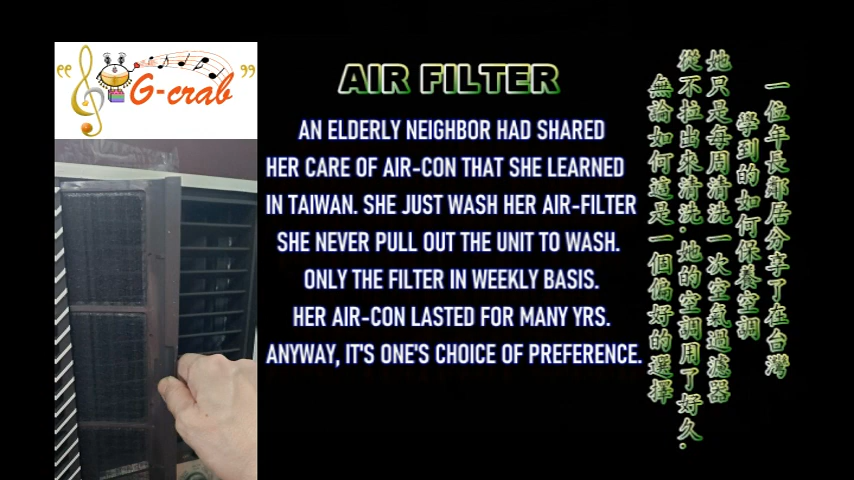 “G-crab”
AIR FILTER
AN ELDERLY NEIGHBOR HAD SHARED
HER CARE OF AIR-CON THAT SHE LEARNED
IN TAIWAN. SHE JUST WASH HER AIR-FILTER
SHE NEVER PULL OUT THE UNIT TO WASH.
ONLY THE FILTER IN WEEKLY BASIS.
HER AIR-CON LASTED FOR MANY YRS.
ANYWAY, IT'S ONE'S CHOICE OF PREFERENCE.
一位年長鄰居分享了在台灣
學到的如何保養空調
她只是每周清洗一次空氣過濾器
從不拉出來清洗.她的空調用了好久.
無論如何這是一個偏好的選擇